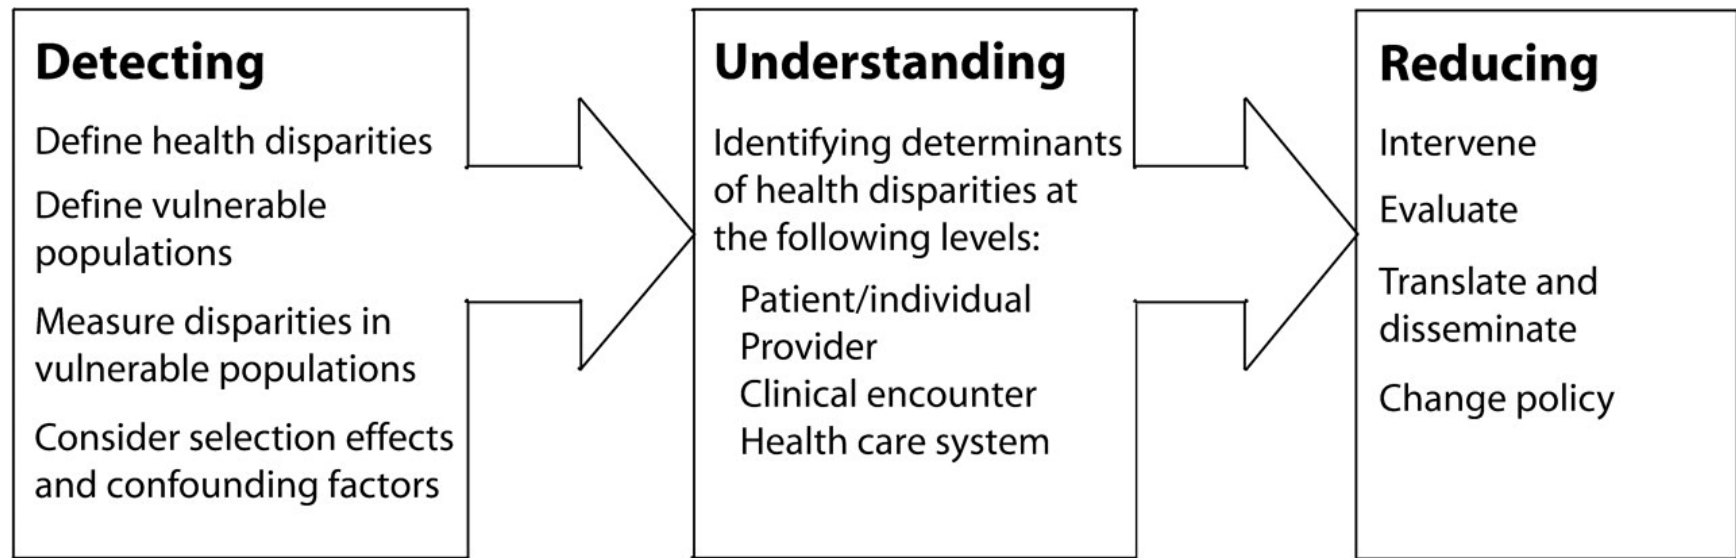 Detecting
Define health disparities
Define vulnerable
populations
Measure disparities in
vulnerable populations
Consider selection effects
and confounding factors
Understanding
Identifying determinants
of health disparities at
the following levels:
Patient/individual
Provider
Clinical encounter
Health care system
Reducing
Intervene
Evaluate
Translate and
disseminate
Change policy